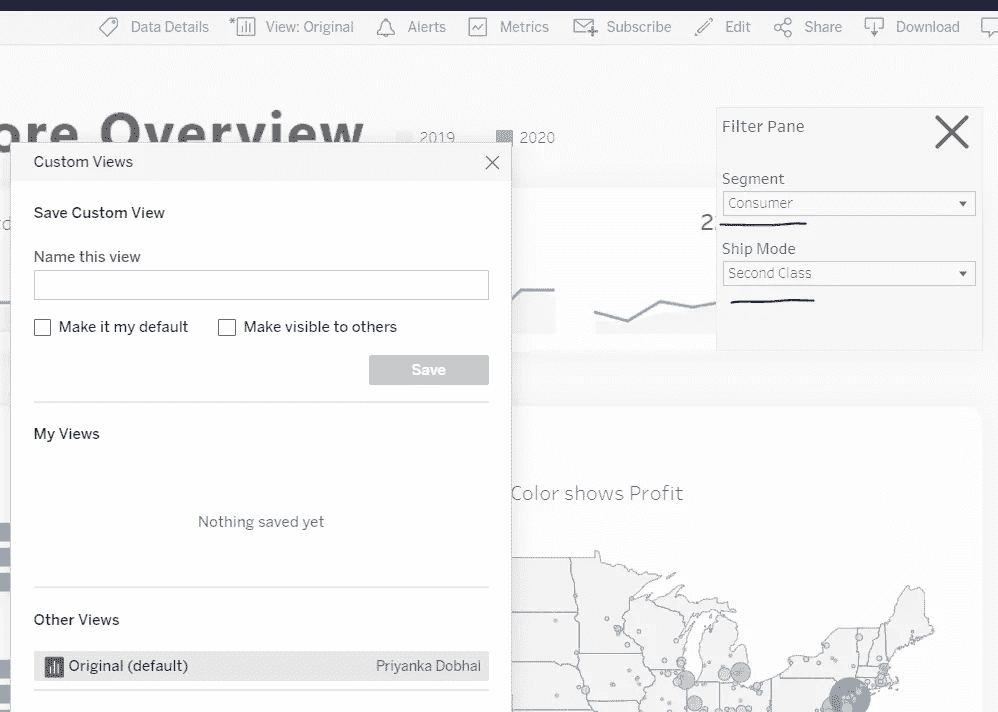 Data Details View: Original Alerts Metrics Subscribe Edit Share Download
Overview
2019 2020
Filter Pane
Custom Views
Segment
Consumer
Save Custom View
Ship Mode
Name this view
Second Class
Make it my default Make visible to others
Save
My Views
Color shows Profit
Nothing saved yet
Other Views
Original (default) Priyanka Dobhal